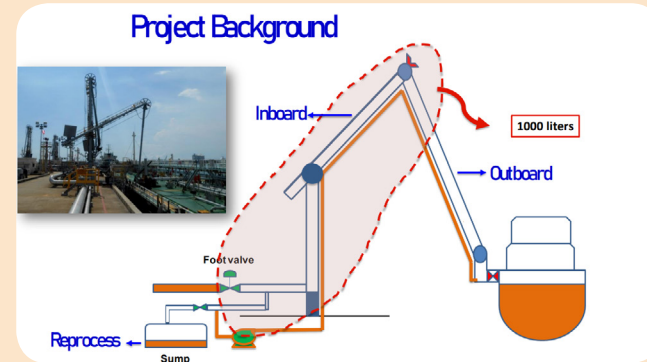 Project Background
Inboard
1000 liters
Outboard
Foot valve
Reprocess
Sump